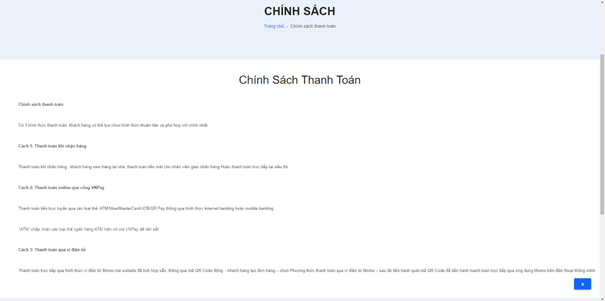 CHÍNH SÁCH
Trang chủ - Chính sách thanh toán
Chính Sách Thanh Toán
Chính sách thanh toán
Có 3 hình thức thanh toán, khách hàng có thể lựa chọn hình thức thuận tiện và phù hợp với mình nhất:
Cách 1: Thanh toán khi nhận hàng
Thanh toán khi nhận hàng : khách hàng xem hàng tại nhà, thanh toán tiền mặt cho nhân viên giao nhận hàng Hoặc thanh toán trực tiếp tại siêu thị
Cách 2: Thanh toán online qua cổng VNPay
Thanh toán tiền trực tuyến qua các loại thẻ: ATM/Visa/MasterCard/JCB/QR Pay thông qua hình thức internet banking hoặc mobile banking
*ATM: chấp nhận các loại thẻ ngân hàng ATM hiện có mà VNPay đã liên kết
Cách 3: Thanh toán qua ví điện tử
Thanh toán trực tiếp qua hình thức ví điện tử Momo mà website đã tích hợp sẵn, thông qua mã QR Code động - khách hàng tạo đơn hàng – chọn Phương thức thanh toán qua ví điện tử Momo – sau đó tiến hành quét mã QR Code để tiến hành thanh toán trực tiếp qua ứng dụng Momo trên điện thoại thông minh.